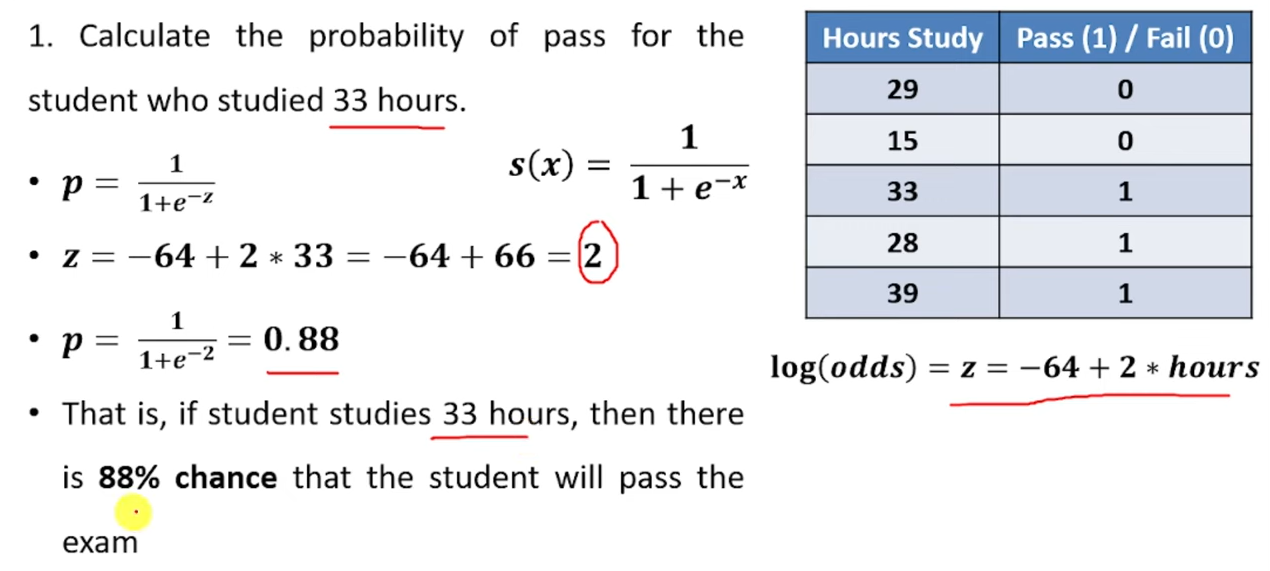 1. Calculate the probability of pass for the
student who studied 33 hours.
• p = 1/(1+e^−z)
s(x) = 1/(1 + e^−x)
• z = −64 + 2 ∗ 33 = −64 + 66 = 2
• p = 1/(1+e^−2) = 0.88
• That is, if student studies 33 hours, then there
is 88% chance that the student will pass the
exam
Hours Study Pass (1) / Fail (0)
29 0
15 0
33 1
28 1
39 1
log(odds) = z = −64 + 2 ∗ hours